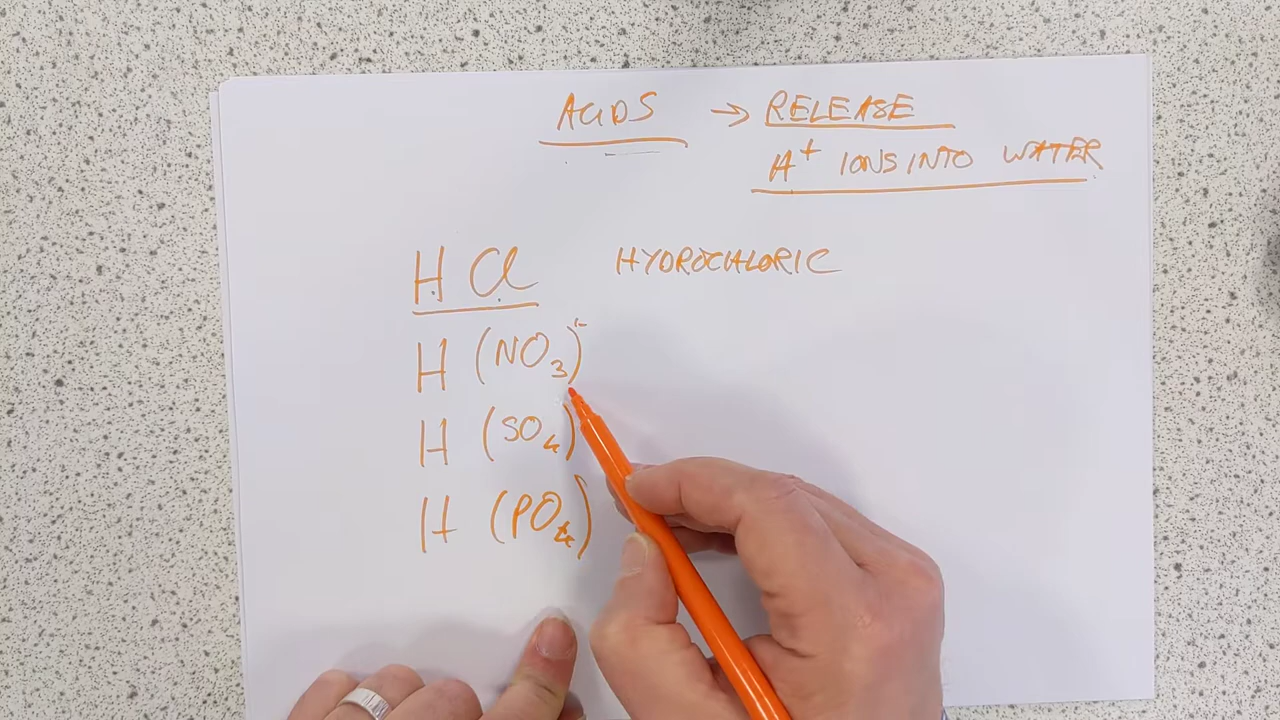 ACIDS → RELEASE
H⁺ IONS INTO WATER
HCl HYDROCHLORIC
H (NO₃)⁻
H (SO₄)
H (PO₄)